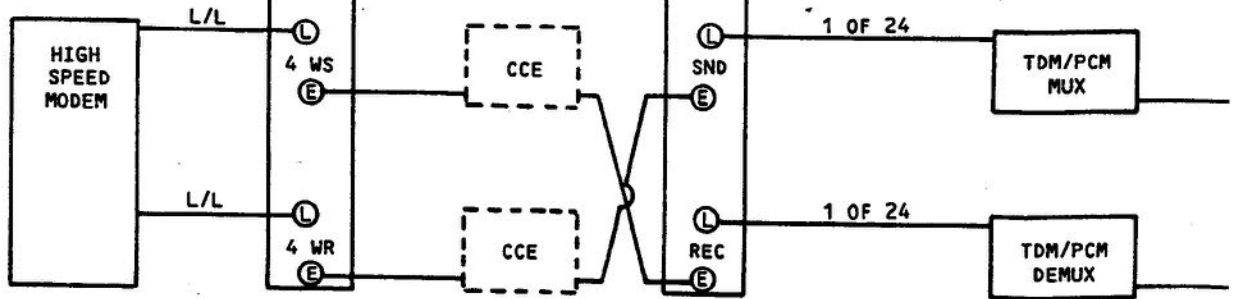 HIGH
SPEED
MODEM
L/L
L
4 WS
E
L/L
L
4 WR
E
CCE
CCE
L
SND
E
L
REC
E
1 OF 24
TDM/PCM
MUX
1 OF 24
TDM/PCM
DEMUX